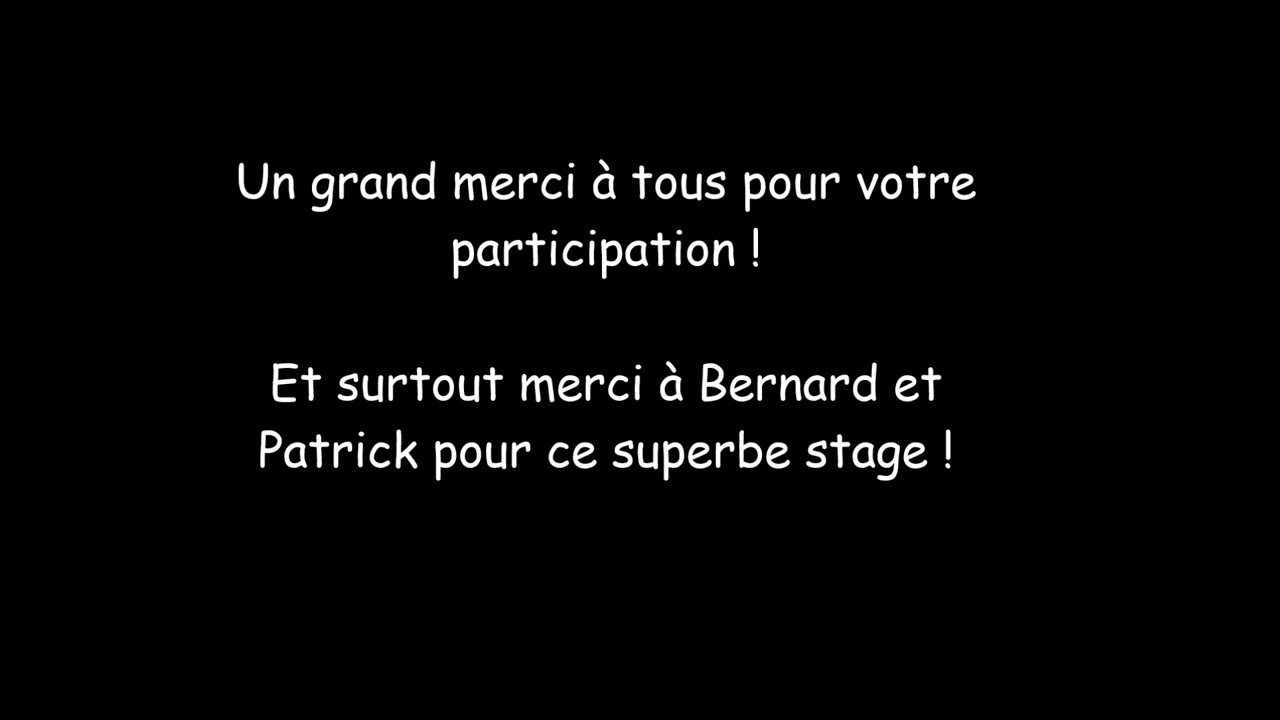 Un grand merci à tous pour votre
participation !
Et surtout merci à Bernard et
Patrick pour ce superbe stage !